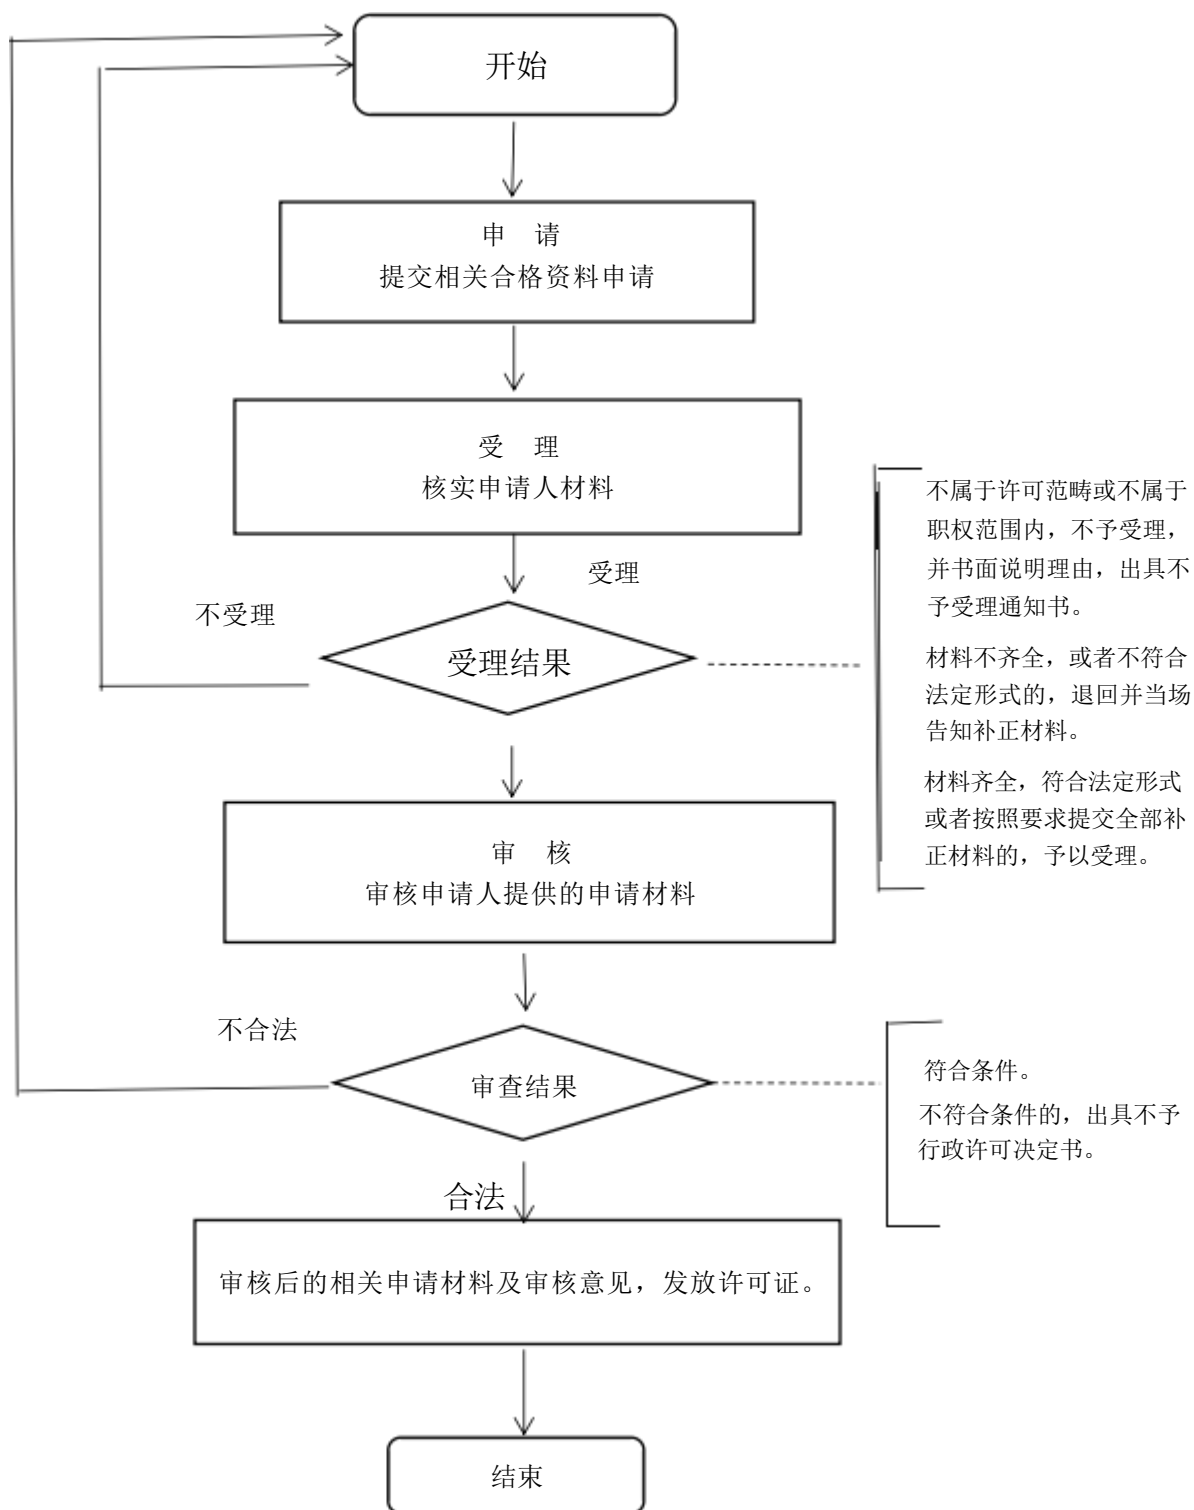 开始
申 请
提交相关合格资料申请
受 理
核实申请人材料
受理
不受理
受理结果
不属于许可范畴或不属于
职权范围内，不予受理，
并书面说明理由，出具不
予受理通知书。
材料不齐全，或者不符合
法定形式的，退回并当场
告知补正材料。
材料齐全，符合法定形式
或者按照要求提交全部补
正材料的，予以受理。
审 核
审核申请人提供的申请材料
不合法
审查结果
符合条件。
不符合条件的，出具不予
行政许可决定书。
合法
审核后的相关申请材料及审核意见，发放许可证。
结束